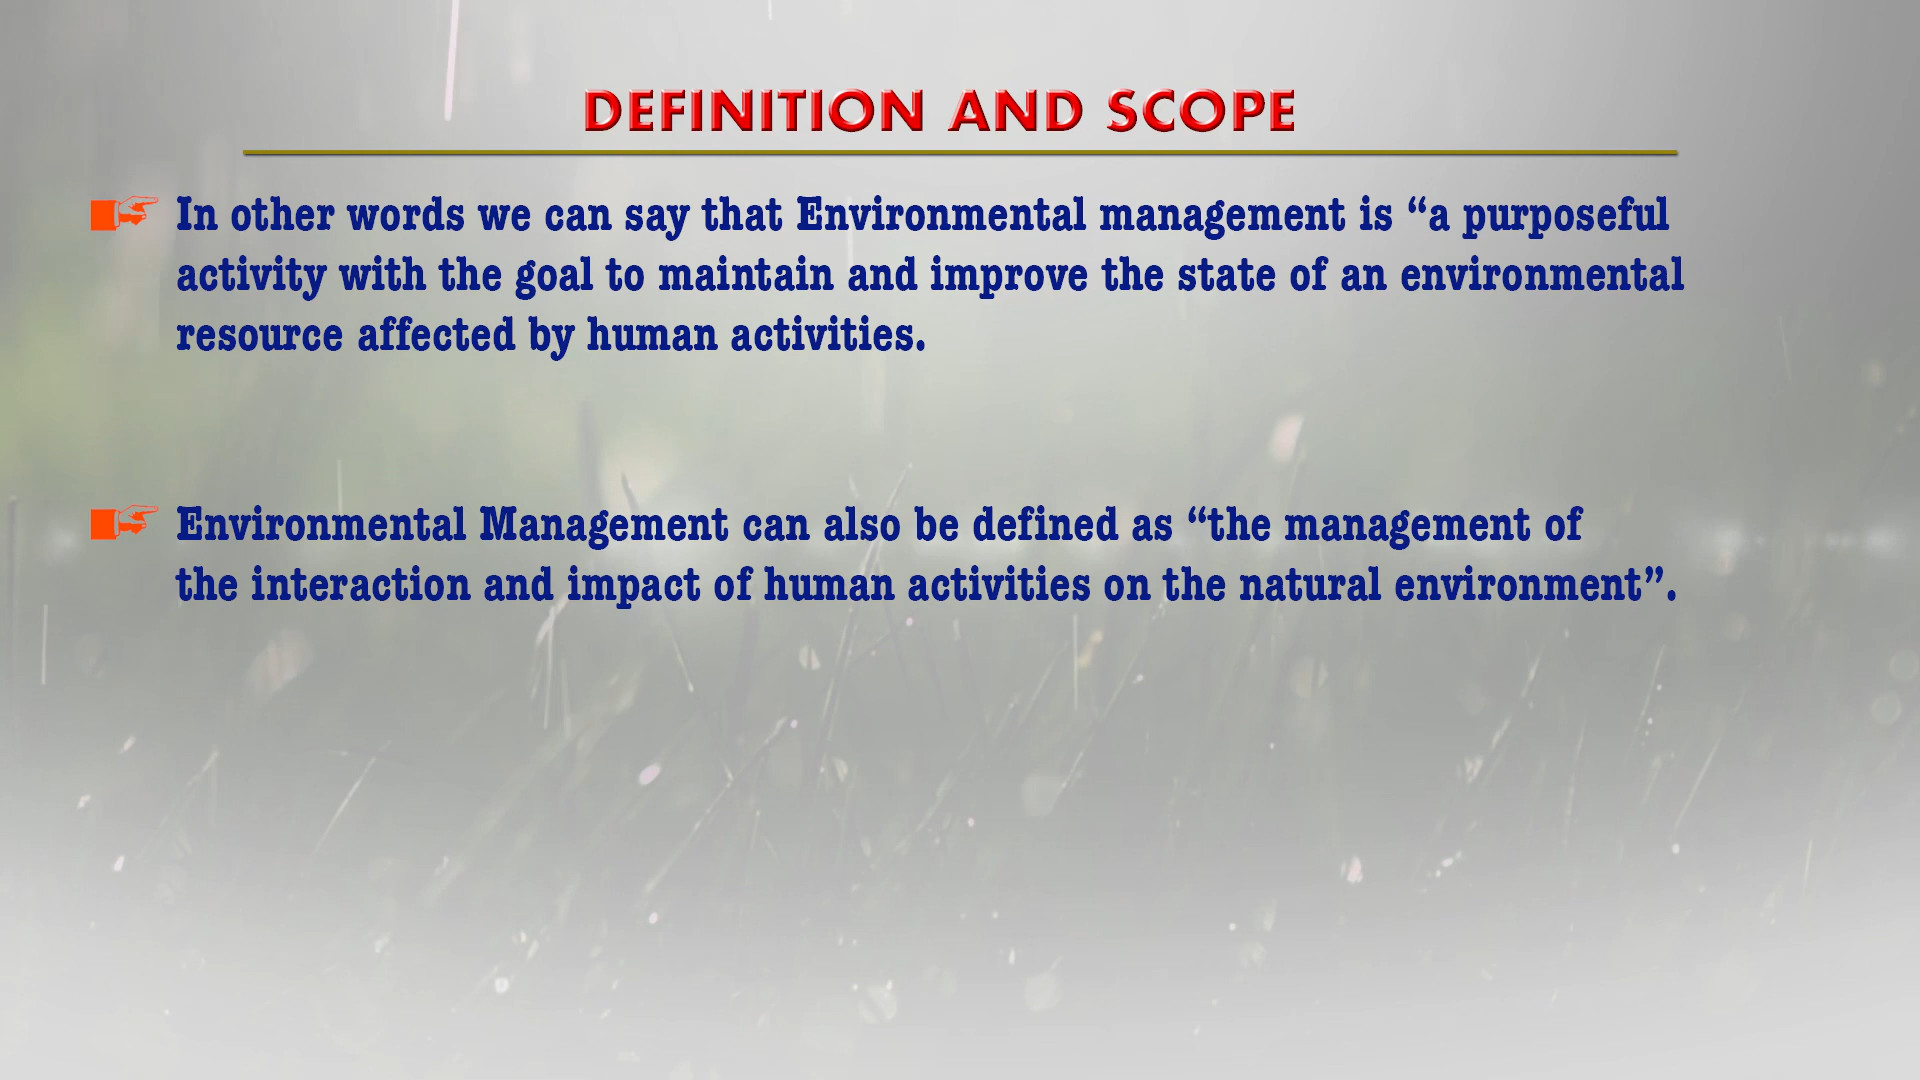 DEFINITION AND SCOPE
In other words we can say that Environmental management is “a purposeful
activity with the goal to maintain and improve the state of an environmental
resource affected by human activities.
Environmental Management can also be defined as “the management of
the interaction and impact of human activities on the natural environment”.